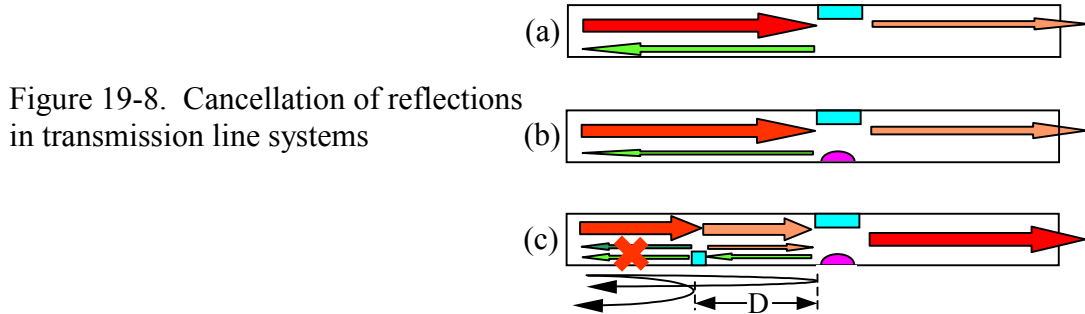 (a)
Figure 19-8. Cancellation of reflections
in transmission line systems
(b)
(c)
D